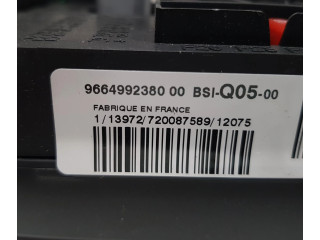 9664992380 00 BSI-Q05-00
FABRIQUE EN FRANCE
1/13972/720087589/12075